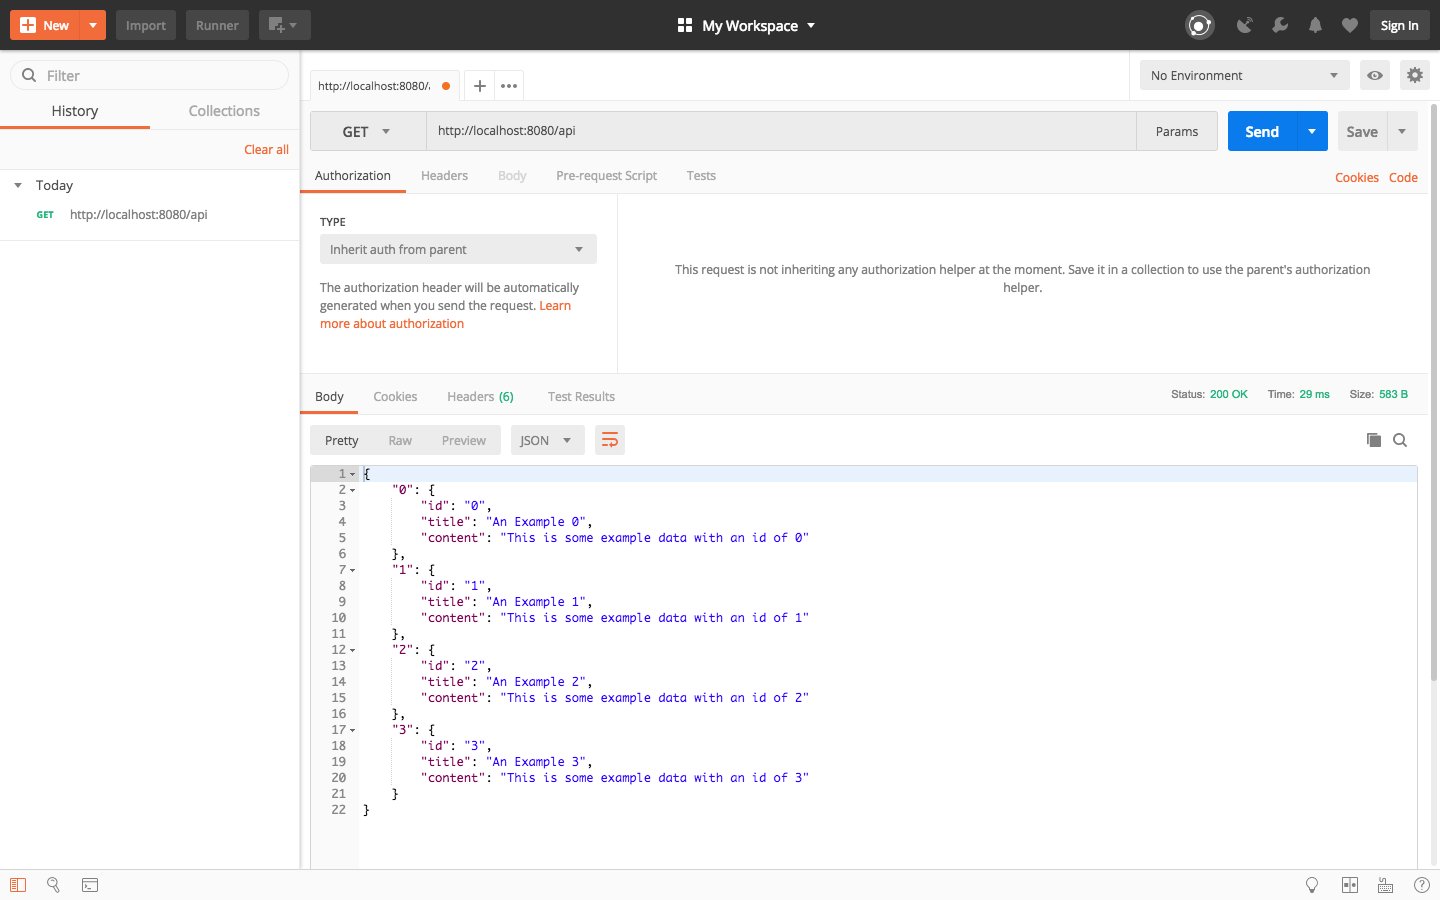 New Import Runner My Workspace Sign In
Filter
History Collections
Clear all
Today
GET http://localhost:8080/api
http://localhost:8080/
No Environment
GET http://localhost:8080/api Params Send Save
Authorization Headers Body Pre-request Script Tests Cookies Code
TYPE
Inherit auth from parent
The authorization header will be automatically
generated when you send the request. Learn
more about authorization
This request is not inheriting any authorization helper at the moment. Save it in a collection to use the parent's authorization
helper.
Body Cookies Headers (6) Test Results Status: 200 OK Time: 29 ms Size: 583 B
Pretty Raw Preview JSON
1 {
2 "0": {
3 "id": "0",
4 "title": "An Example 0",
5 "content": "This is some example data with an id of 0"
6 },
7 "1": {
8 "id": "1",
9 "title": "An Example 1",
10 "content": "This is some example data with an id of 1"
11 },
12 "2": {
13 "id": "2",
14 "title": "An Example 2",
15 "content": "This is some example data with an id of 2"
16 },
17 "3": {
18 "id": "3",
19 "title": "An Example 3",
20 "content": "This is some example data with an id of 3"
21 }
22 }